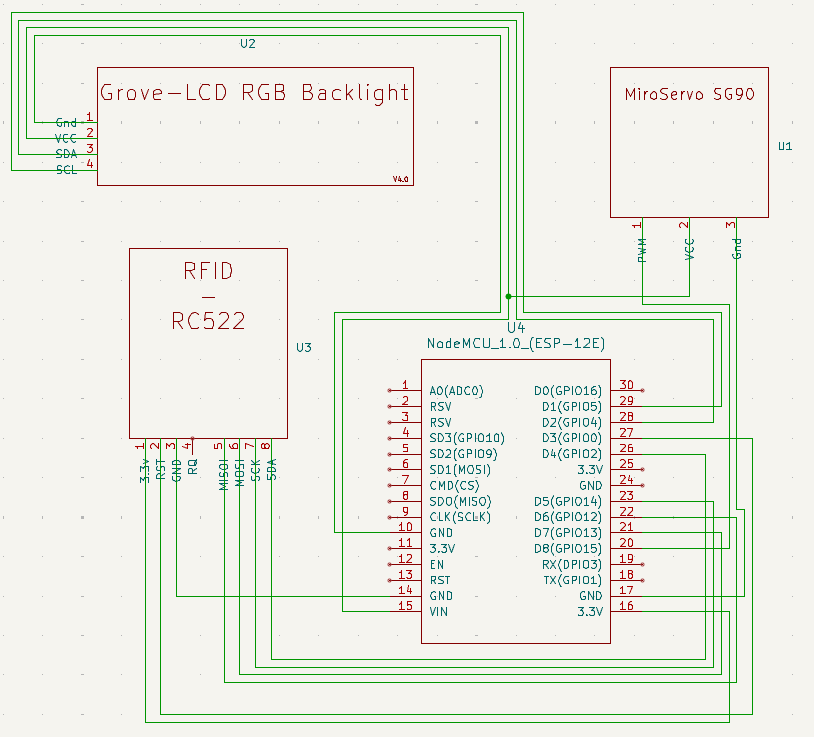 U2
Grove-LCD RGB Backlight
Gnd 1
VCC 2
SDA 3
SCL 4
V4.0
MiroServo SG90
U1
1 2 3
PWM VCC Gnd
RFID
-
RC522
U3
1 2 3 4 5 6 7 8
3.3v RST GND RQ MISOI MOSI SCK SDA
U4
NodeMCU_1.0_(ESP-12E)
1 A0(ADC0) D0(GPIO16) 30
2 RSV D1(GPIO5) 29
3 RSV D2(GPIO4) 28
4 SD3(GPIO10) D3(GPIO0) 27
5 SD2(GPIO9) D4(GPIO2) 26
6 SD1(MOSI) 3.3V 25
7 CMD(CS) GND 24
8 SDO(MISO) D5(GPIO14) 23
9 CLK(SCLK) D6(GPIO12) 22
10 GND D7(GPIO13) 21
11 3.3V D8(GPIO15) 20
12 EN RX(DPIO3) 19
13 RST TX(GPIO1) 18
14 GND GND 17
15 VIN 3.3V 16